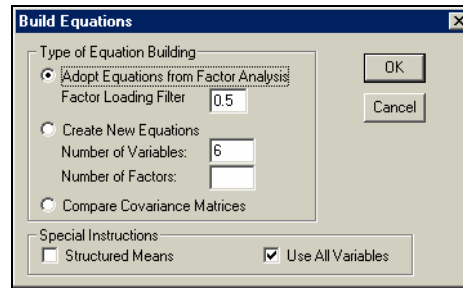 Build Equations
Type of Equation Building
Adopt Equations from Factor Analysis
Factor Loading Filter 0.5
Create New Equations
Number of Variables: 6
Number of Factors:
Compare Covariance Matrices
OK
Cancel
Special Instructions
Structured Means Use All Variables